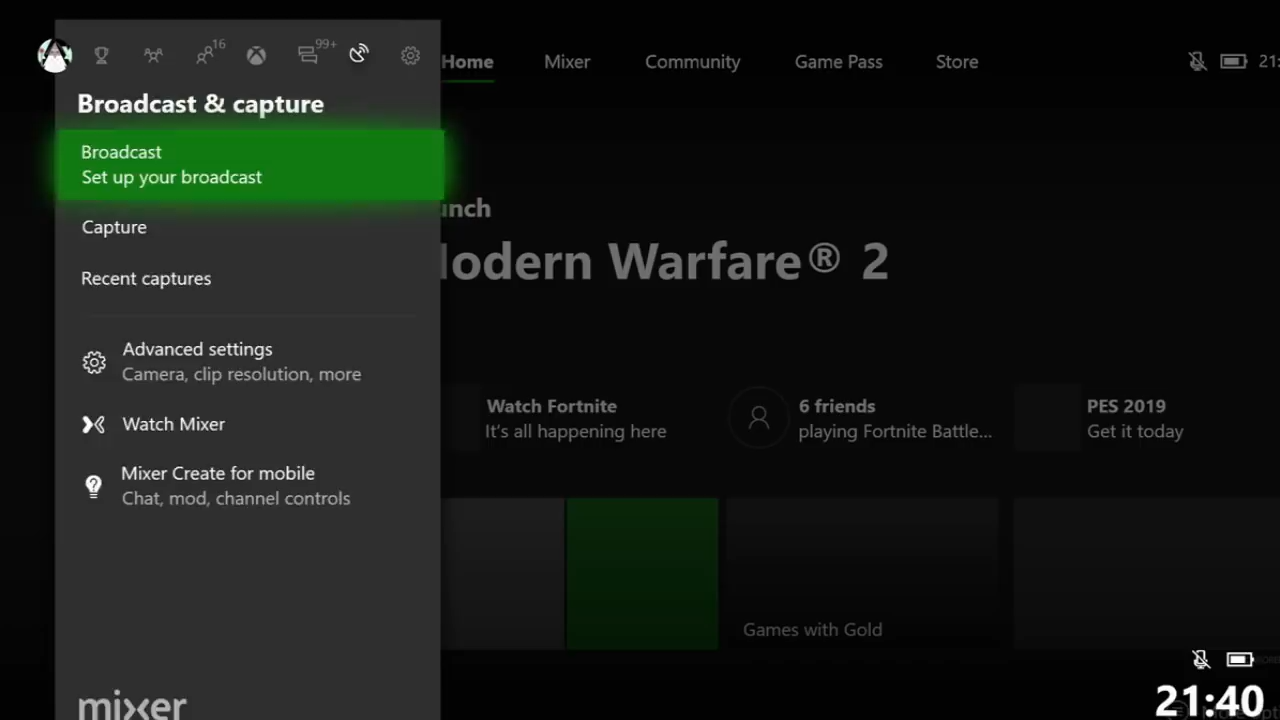 16
99+
Home
Mixer
Community
Game Pass
Store
21:
Broadcast & capture
Broadcast
Set up your broadcast
Capture
Recent captures
Advanced settings
Camera, clip resolution, more
Watch Mixer
Mixer Create for mobile
Chat, mod, channel controls
mixer
unch
odern Warfare® 2
Watch Fortnite
It's all happening here
6 friends
playing Fortnite Battle...
PES 2019
Get it today
Games with Gold
21:40